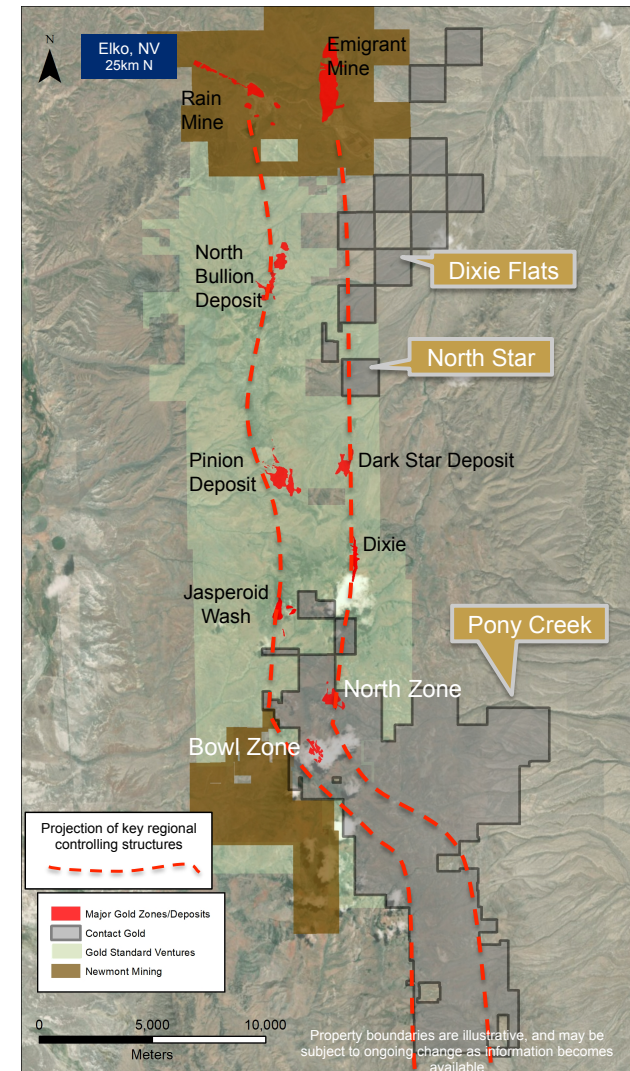 N
Elko, NV
25km N
Emigrant
Mine
Rain
Mine
North
Bullion
Deposit
Dixie Flats
North Star
Pinion
Deposit
Dark Star Deposit
Dixie
Jasperoid
Wash
Pony Creek
North Zone
Bowl Zone
Projection of key regional
controlling structures
Major Gold Zones/Deposits
Contact Gold
Gold Standard Ventures
Newmont Mining
0 5,000 10,000
Meters
Property boundaries are illustrative, and may be
subject to ongoing change as information becomes
available